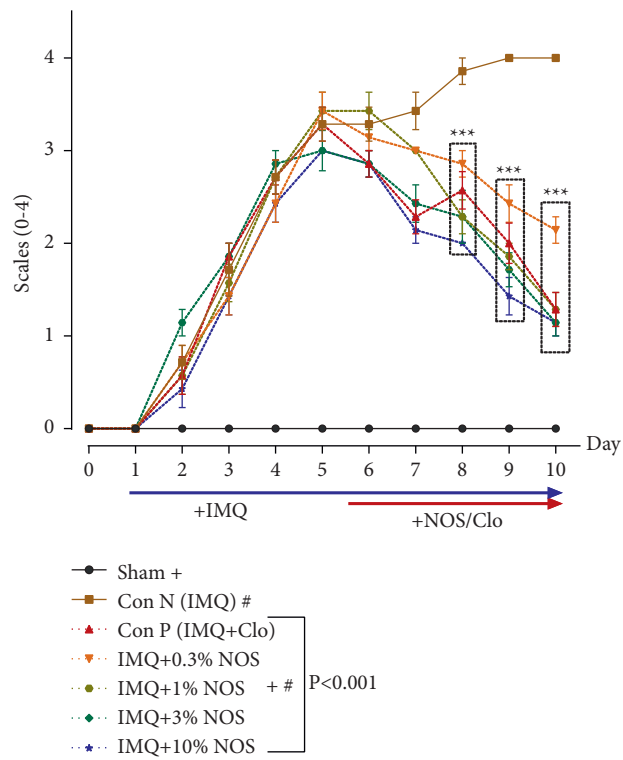 4
3
2
1
0
Scales (0-4)
***
***
***
Day
0 1 2 3 4 5 6 7 8 9 10
+IMQ
+NOS/Clo
Sham +
Con N (IMQ) #
Con P (IMQ+Clo)
IMQ+0.3% NOS
IMQ+1% NOS
IMQ+3% NOS
IMQ+10% NOS
+ #
P<0.001